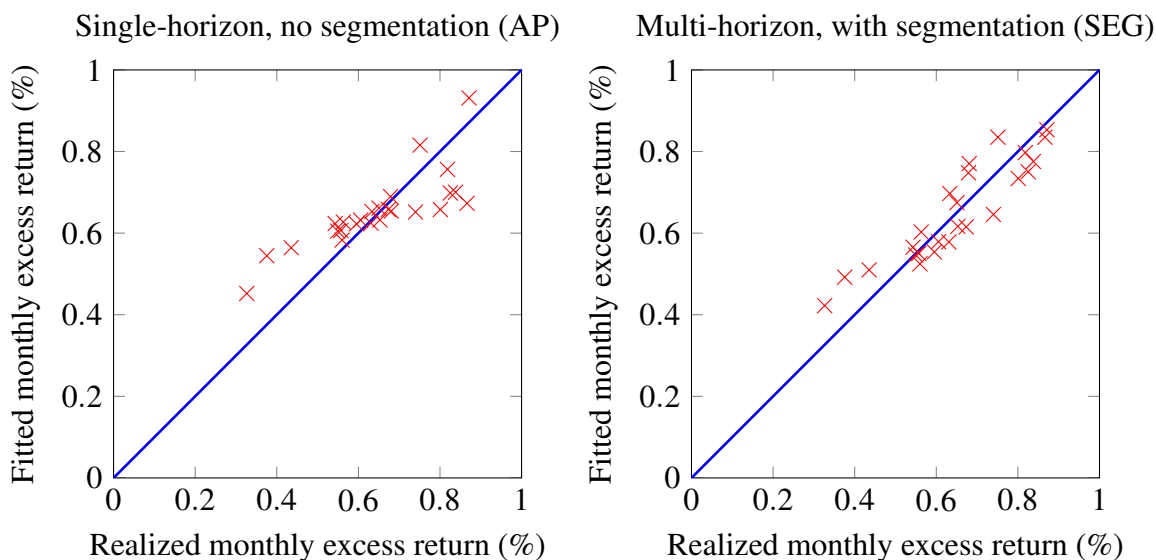 Single-horizon, no segmentation (AP)
Fitted monthly excess return (%)
1
0.8
0.6
0.4
0.2
0
0 0.2 0.4 0.6 0.8 1
Realized monthly excess return (%)
Multi-horizon, with segmentation (SEG)
Fitted monthly excess return (%)
1
0.8
0.6
0.4
0.2
0
0 0.2 0.4 0.6 0.8 1
Realized monthly excess return (%)